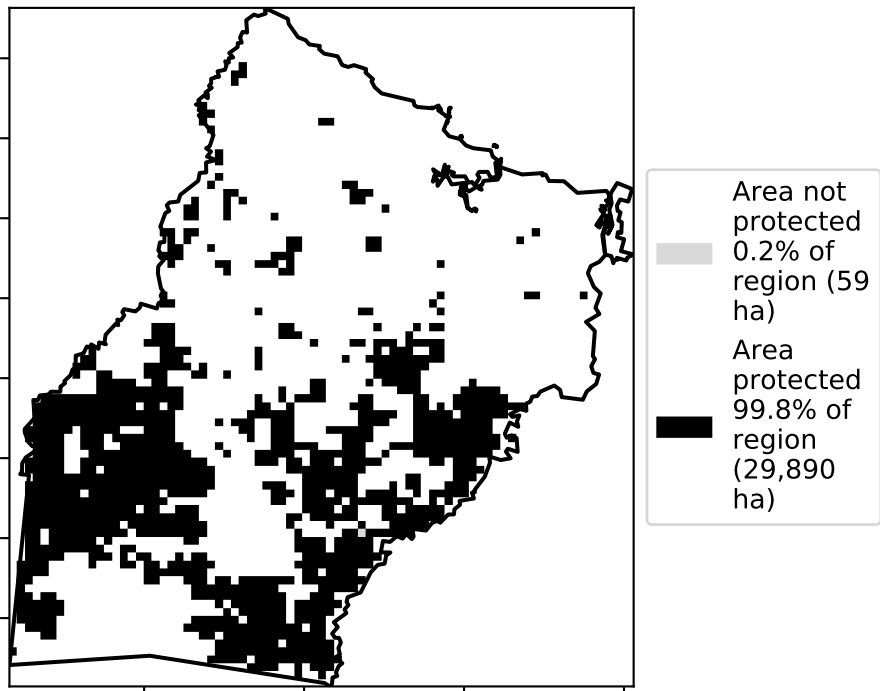 Area not
protected
0.2% of
region (59
ha)
Area
protected
99.8% of
region
(29,890
ha)